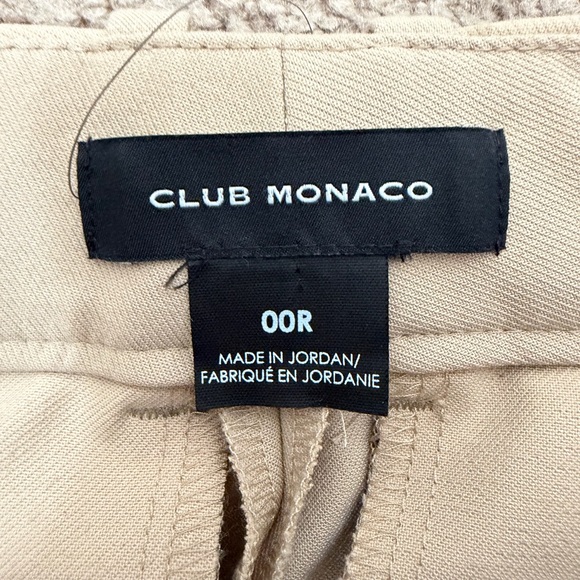 CLUB MONACO
00R
MADE IN JORDAN/
FABRIQUÉ EN JORDANIE